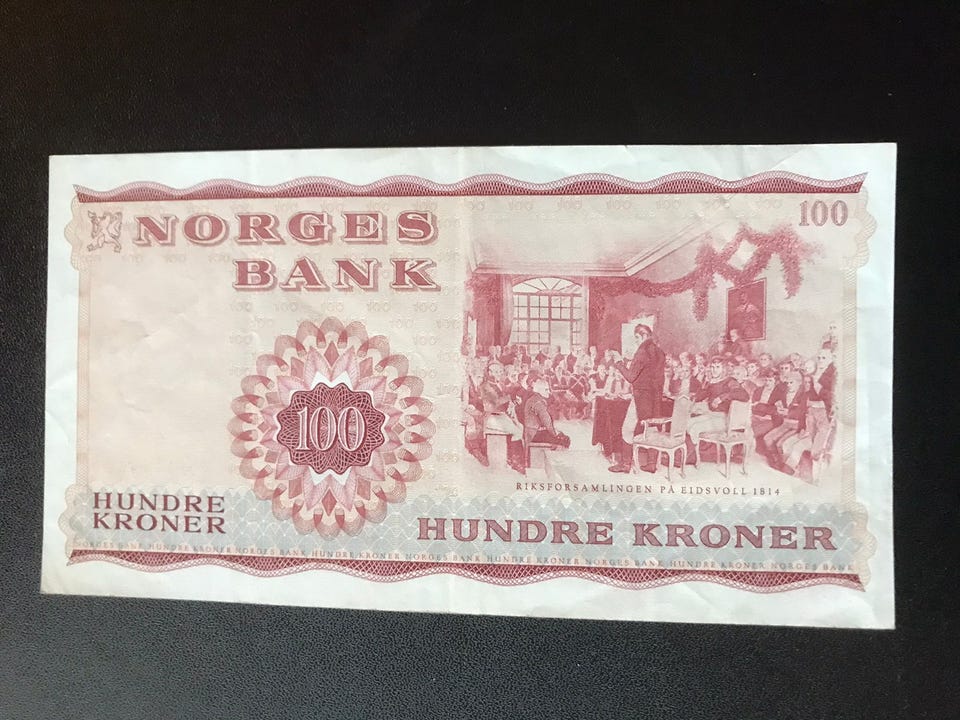 NORGES
BANK
100
100
RIKSFORSAMLINGEN PÅ EIDSVOLL 1814
HUNDRE
KRONER
HUNDRE KRONER
NORGES BANK HUNDRE KRONER NORGES BANK HUNDRE KRONER NORGES BANK HUNDRE KRONER NORGES BANK HUNDRE KRONER NORGES BANK